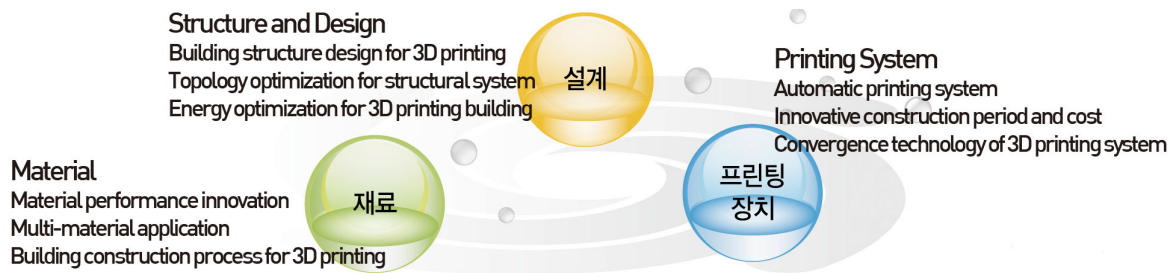 Structure and Design
Building structure design for 3D printing
Topology optimization for structural system
Energy optimization for 3D printing building
설계
Printing System
Automatic printing system
Innovative construction period and cost
Convergence technology of 3D printing system
프린팅
장치
Material
Material performance innovation
Multi-material application
Building construction process for 3D printing
재료